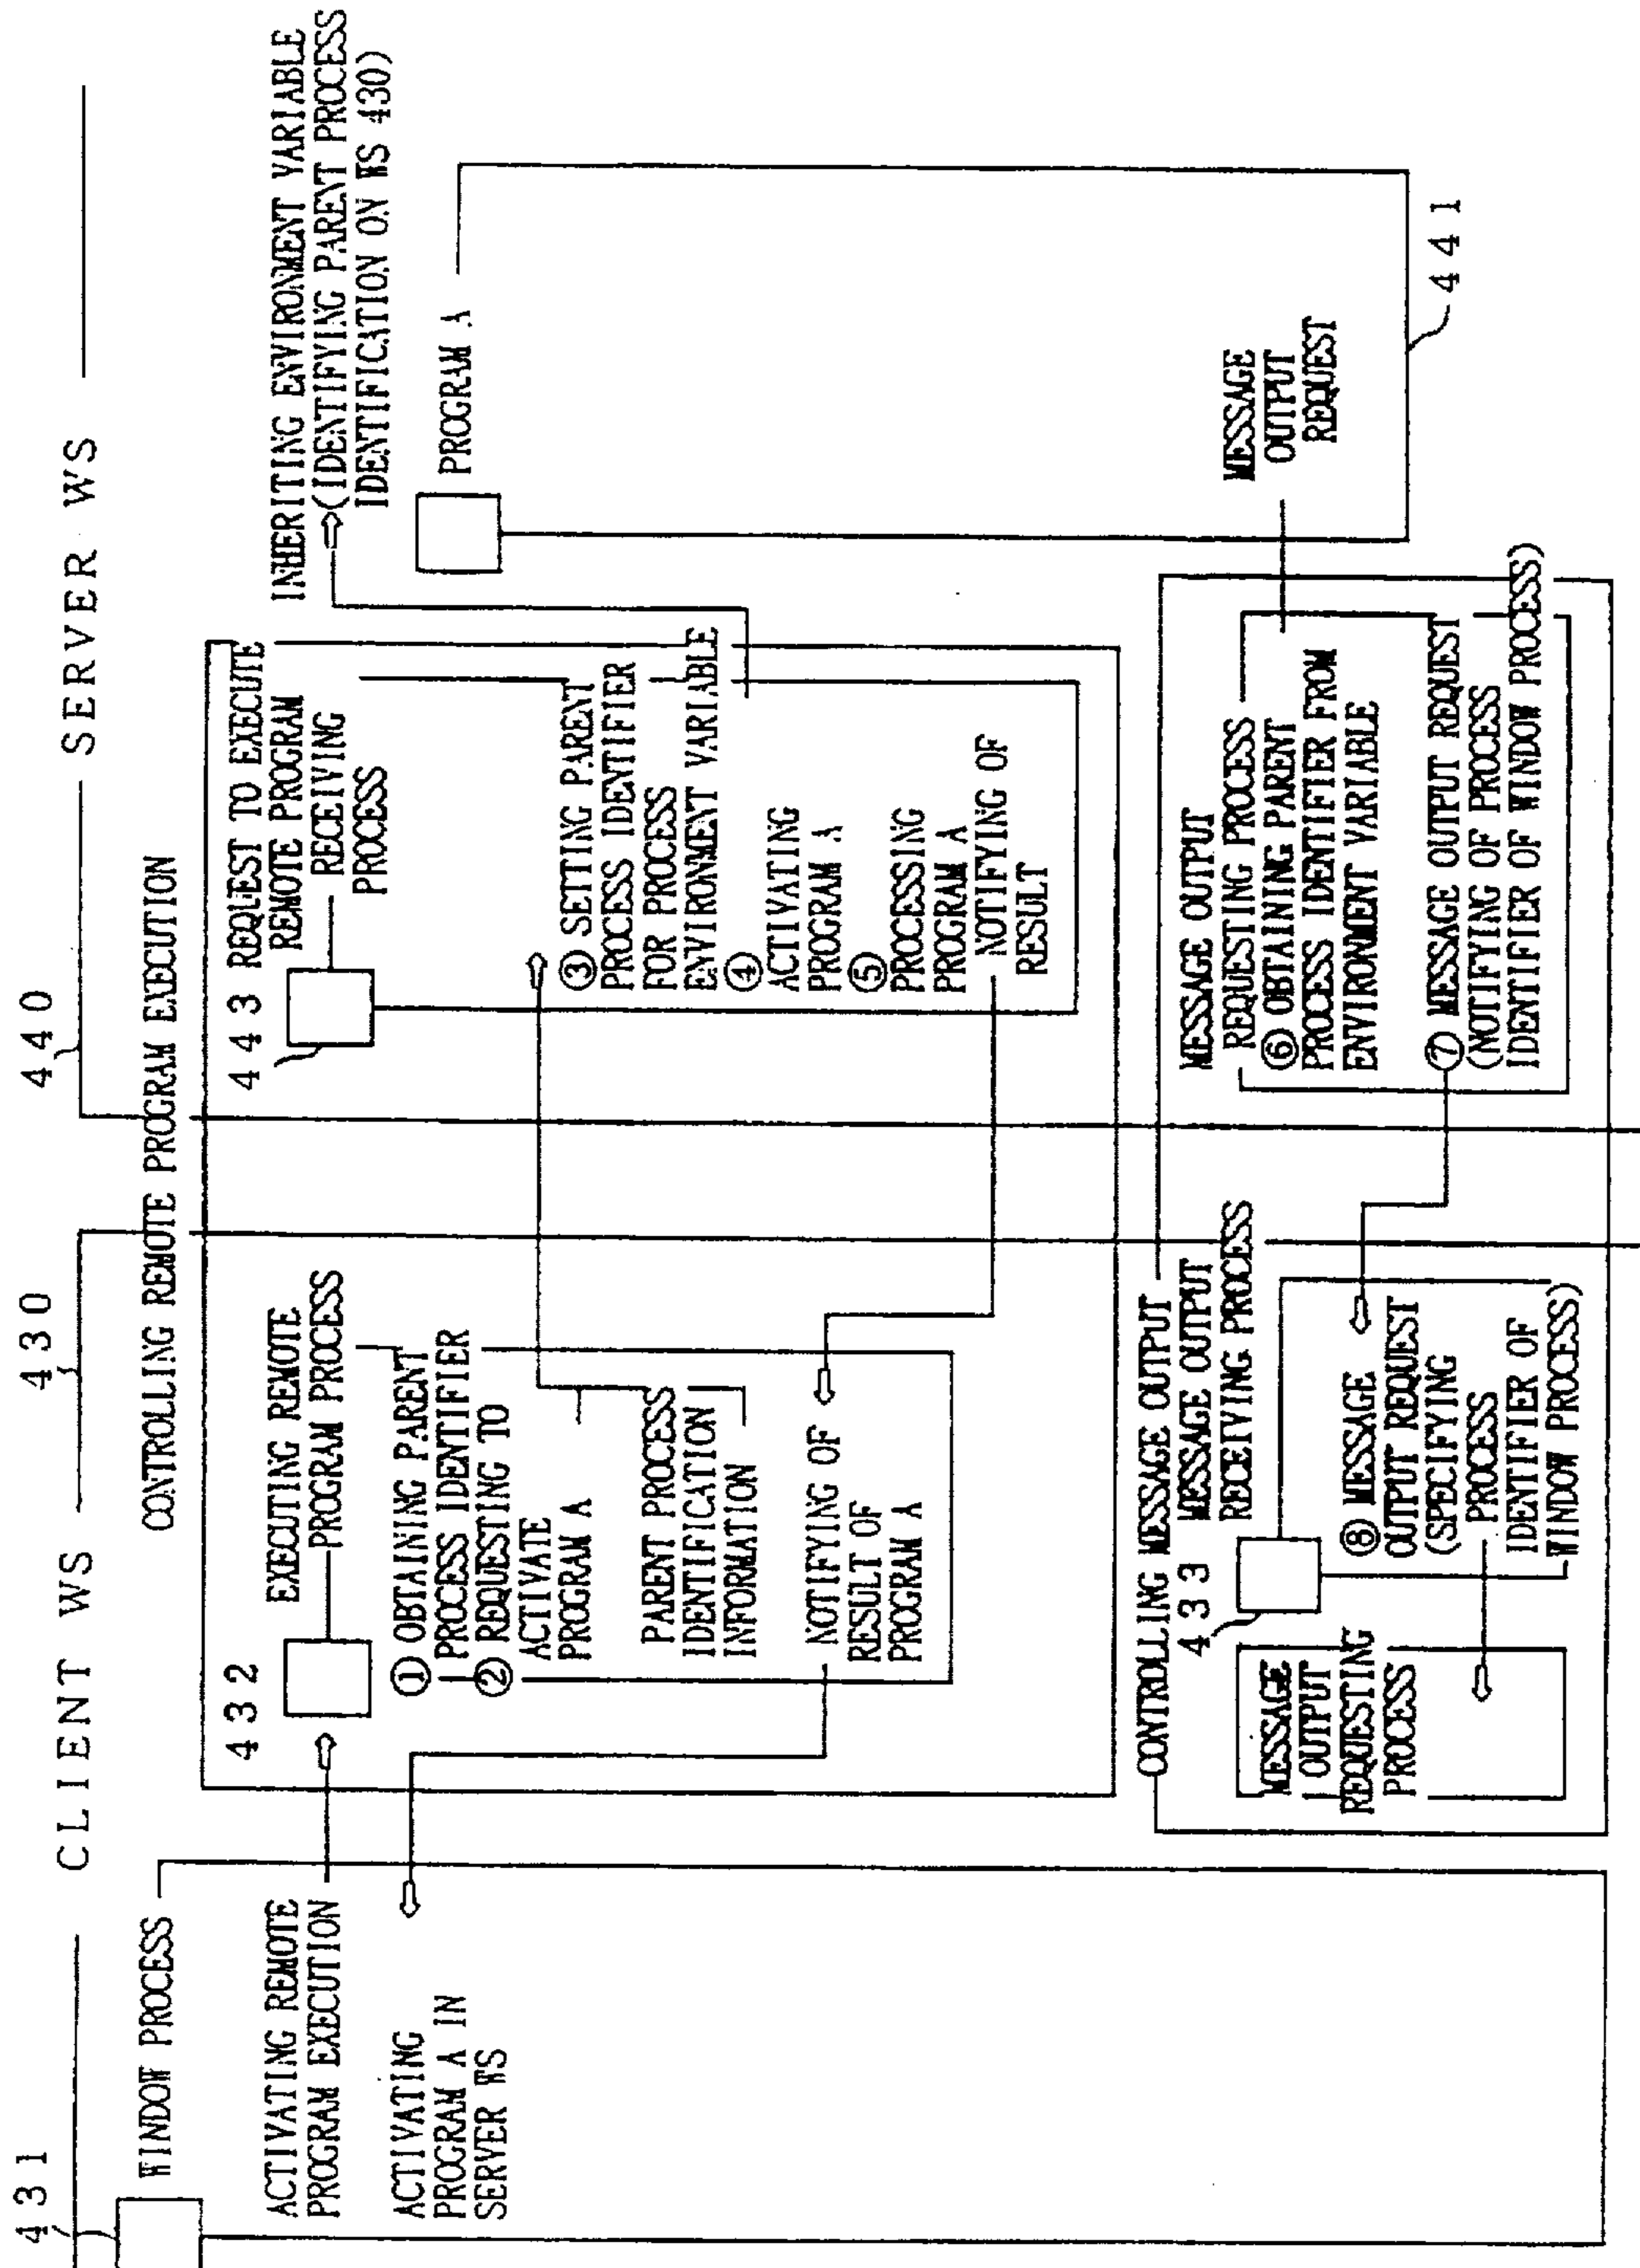 430
440
CLIENT WS
SERVER WS
431
WINDOW PROCESS
ACTIVATING REMOTE
PROGRAM EXECUTION
ACTIVATING
PROGRAM A IN
SERVER WS
CONTROLLING REMOTE PROGRAM EXECUTION
432
EXECUTING REMOTE
PROGRAM PROCESS
① OBTAINING PARENT
PROCESS IDENTIFIER
② REQUESTING TO
ACTIVATE
PROGRAM A
PARENT PROCESS
IDENTIFICATION
INFORMATION
NOTIFYING OF
RESULT OF
PROGRAM A
443 REQUEST TO EXECUTE
REMOTE PROGRAM
RECEIVING
PROCESS
③ SETTING PARENT
PROCESS IDENTIFIER
FOR PROCESS
ENVIRONMENT VARIABLE
④
ACTIVATING
PROGRAM A
⑤
PROCESSING
PROGRAM A
NOTIFYING OF
RESULT
INHERITING ENVIRONMENT VARIABLE
(IDENTIFYING PARENT PROCESS
IDENTIFICATION ON WS 430)
PROGRAM A
MESSAGE
OUTPUT
REQUEST
441
CONTROLLING MESSAGE OUTPUT
433
MESSAGE OUTPUT
RECEIVING PROCESS
MESSAGE
OUTPUT
REQUESTING
PROCESS
⑧ MESSAGE
OUTPUT REQUEST
(SPECIFYING
PROCESS
IDENTIFIER OF
WINDOW PROCESS)
MESSAGE OUTPUT
REQUESTING PROCESS
⑥ OBTAINING PARENT
PROCESS IDENTIFIER FROM
ENVIRONMENT VARIABLE
⑦ MESSAGE OUTPUT REQUEST
(NOTIFYING OF PROCESS
IDENTIFIER OF WINDOW PROCESS)